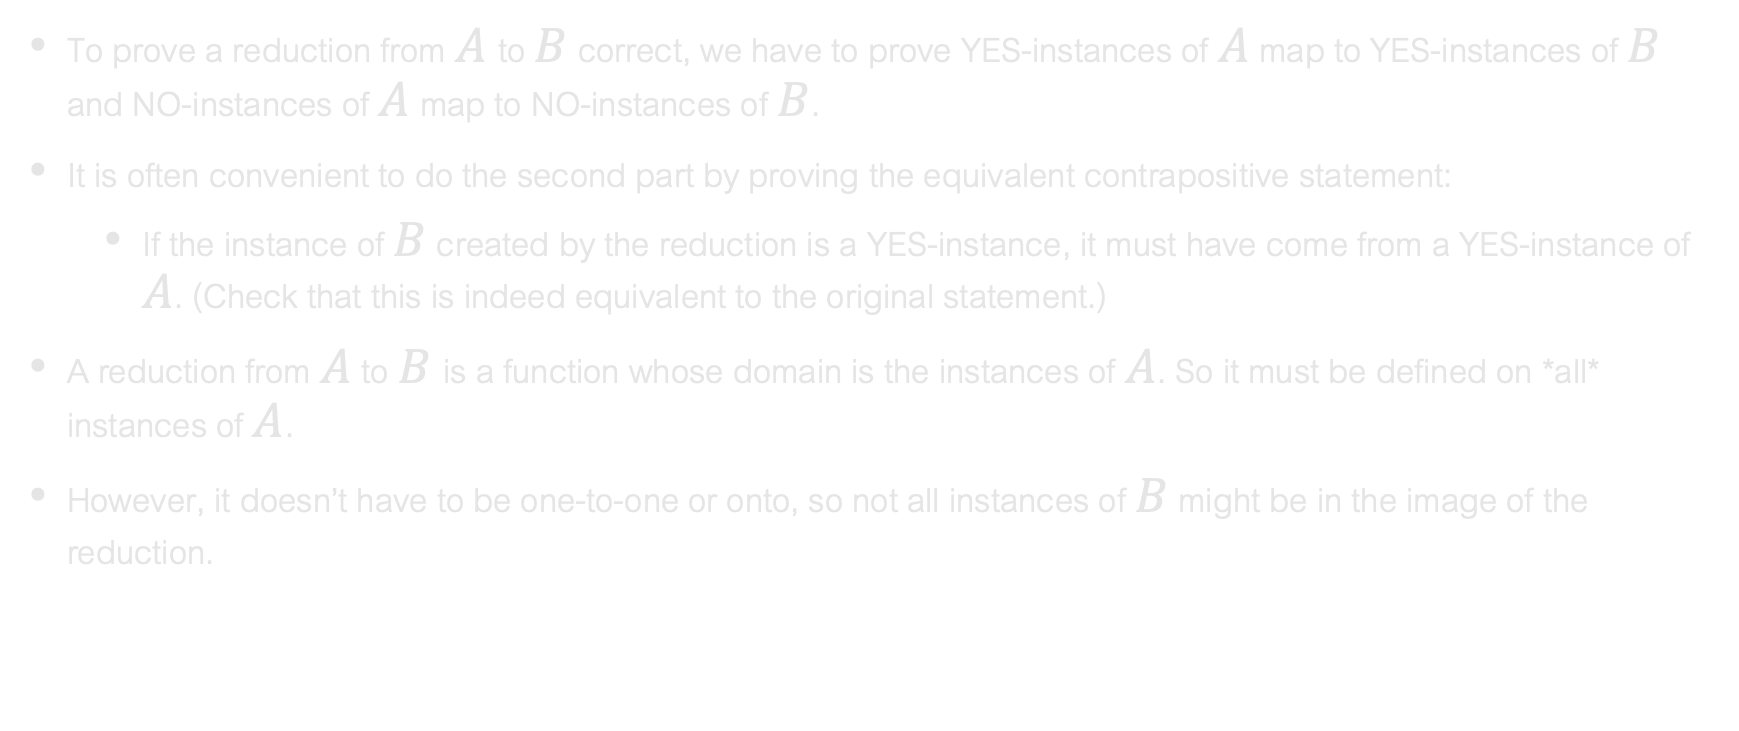 • To prove a reduction from A to B correct, we have to prove YES-instances of A map to YES-instances of B
and NO-instances of A map to NO-instances of B.
• It is often convenient to do the second part by proving the equivalent contrapositive statement:
• If the instance of B created by the reduction is a YES-instance, it must have come from a YES-instance of
A. (Check that this is indeed equivalent to the original statement.)
• A reduction from A to B is a function whose domain is the instances of A. So it must be defined on *all*
instances of A.
• However, it doesn’t have to be one-to-one or onto, so not all instances of B might be in the image of the
reduction.